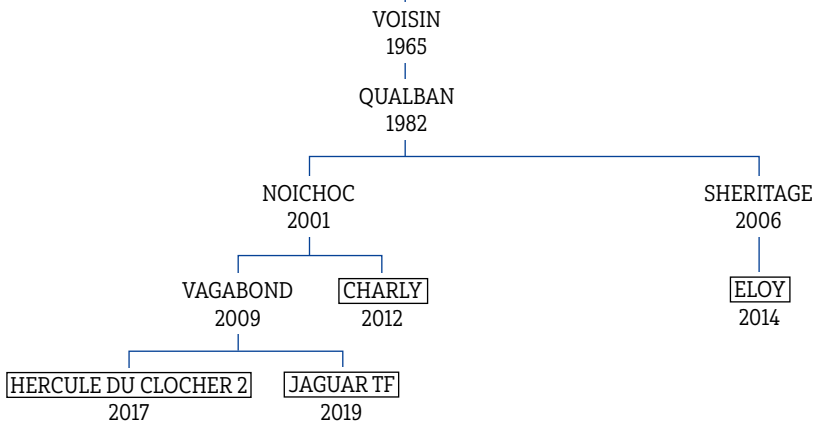 VOISIN
1965
QUALBAN
1982
NOICHOC
2001
SHERITAGE
2006
VAGABOND
2009
CHARLY
2012
ELOY
2014
HERCULE DU CLOCHER 2
2017
JAGUAR TF
2019